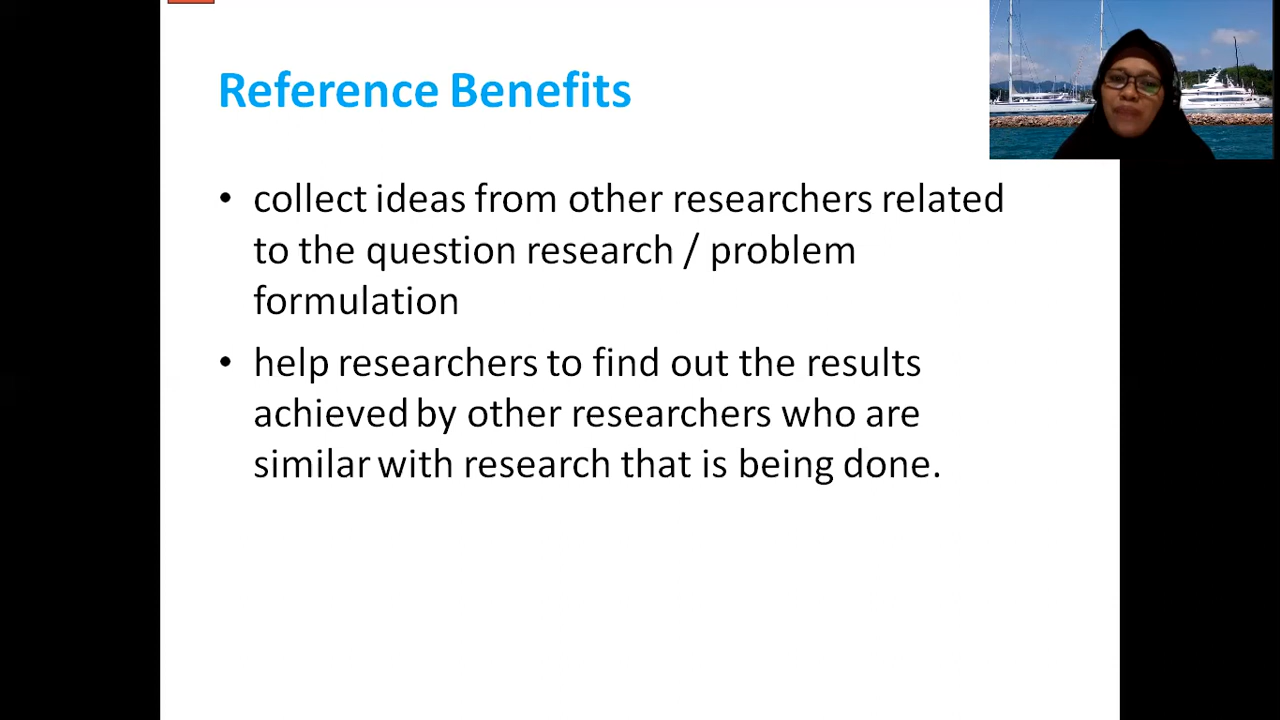 Reference Benefits
• collect ideas from other researchers related
to the question research / problem
formulation
• help researchers to find out the results
achieved by other researchers who are
similar with research that is being done.